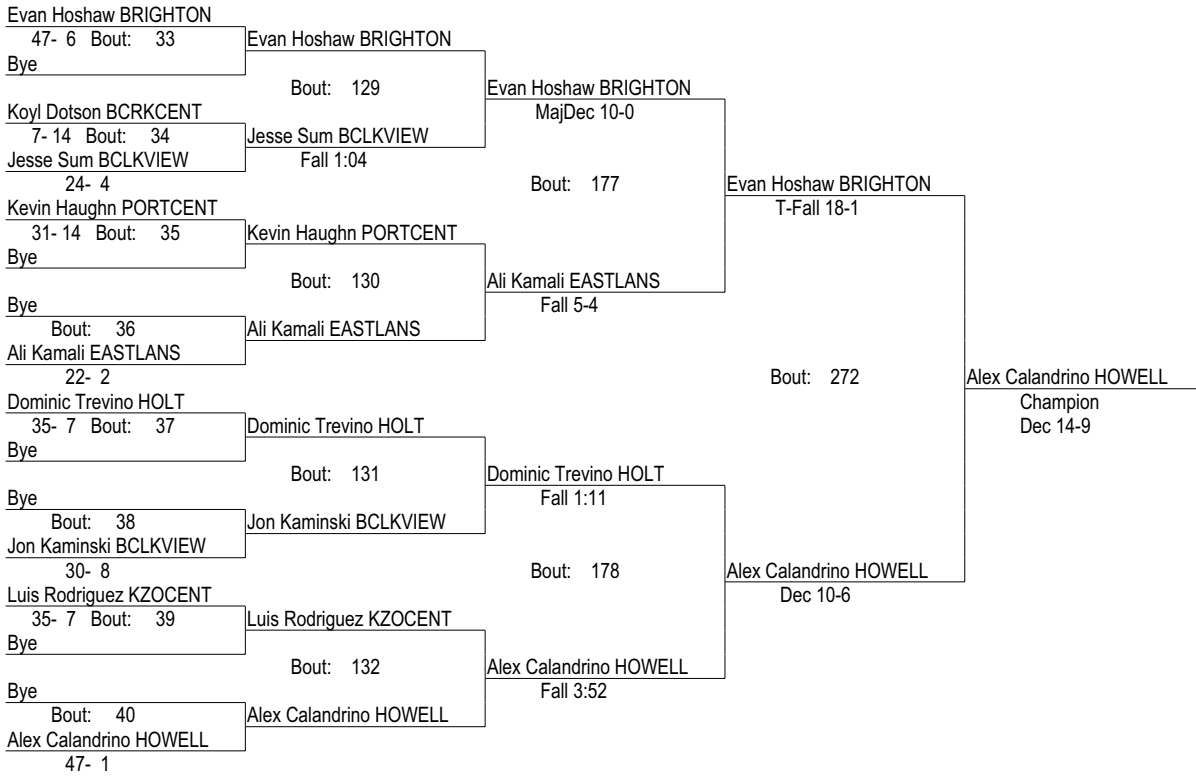 Evan Hoshaw BRIGHTON
47- 6 Bout: 33
Bye
Koyl Dotson BCRKCENT
7- 14 Bout: 34
Jesse Sum BCLKVIEW
24- 4
Kevin Haughn PORTCENT
31- 14 Bout: 35
Bye
Bye
Bout: 36
Ali Kamali EASTLANS
22- 2
Dominic Trevino HOLT
35- 7 Bout: 37
Bye
Bye
Bout: 38
Jon Kaminski BCLKVIEW
30- 8
Luis Rodriguez KZOCENT
35- 7 Bout: 39
Bye
Bye
Bout: 40
Alex Calandrino HOWELL
47- 1
Evan Hoshaw BRIGHTON
Bout: 129
Jesse Sum BCLKVIEW
Fall 1:04
Kevin Haughn PORTCENT
Bout: 130
Ali Kamali EASTLANS
Dominic Trevino HOLT
Bout: 131
Jon Kaminski BCLKVIEW
Luis Rodriguez KZOCENT
Bout: 132
Alex Calandrino HOWELL
Evan Hoshaw BRIGHTON
MajDec 10-0
Bout: 177
Ali Kamali EASTLANS
Fall 5-4
Dominic Trevino HOLT
Fall 1:11
Bout: 178
Alex Calandrino HOWELL
Fall 3:52
Evan Hoshaw BRIGHTON
T-Fall 18-1
Bout: 272
Alex Calandrino HOWELL
Dec 10-6
Alex Calandrino HOWELL
Champion
Dec 14-9